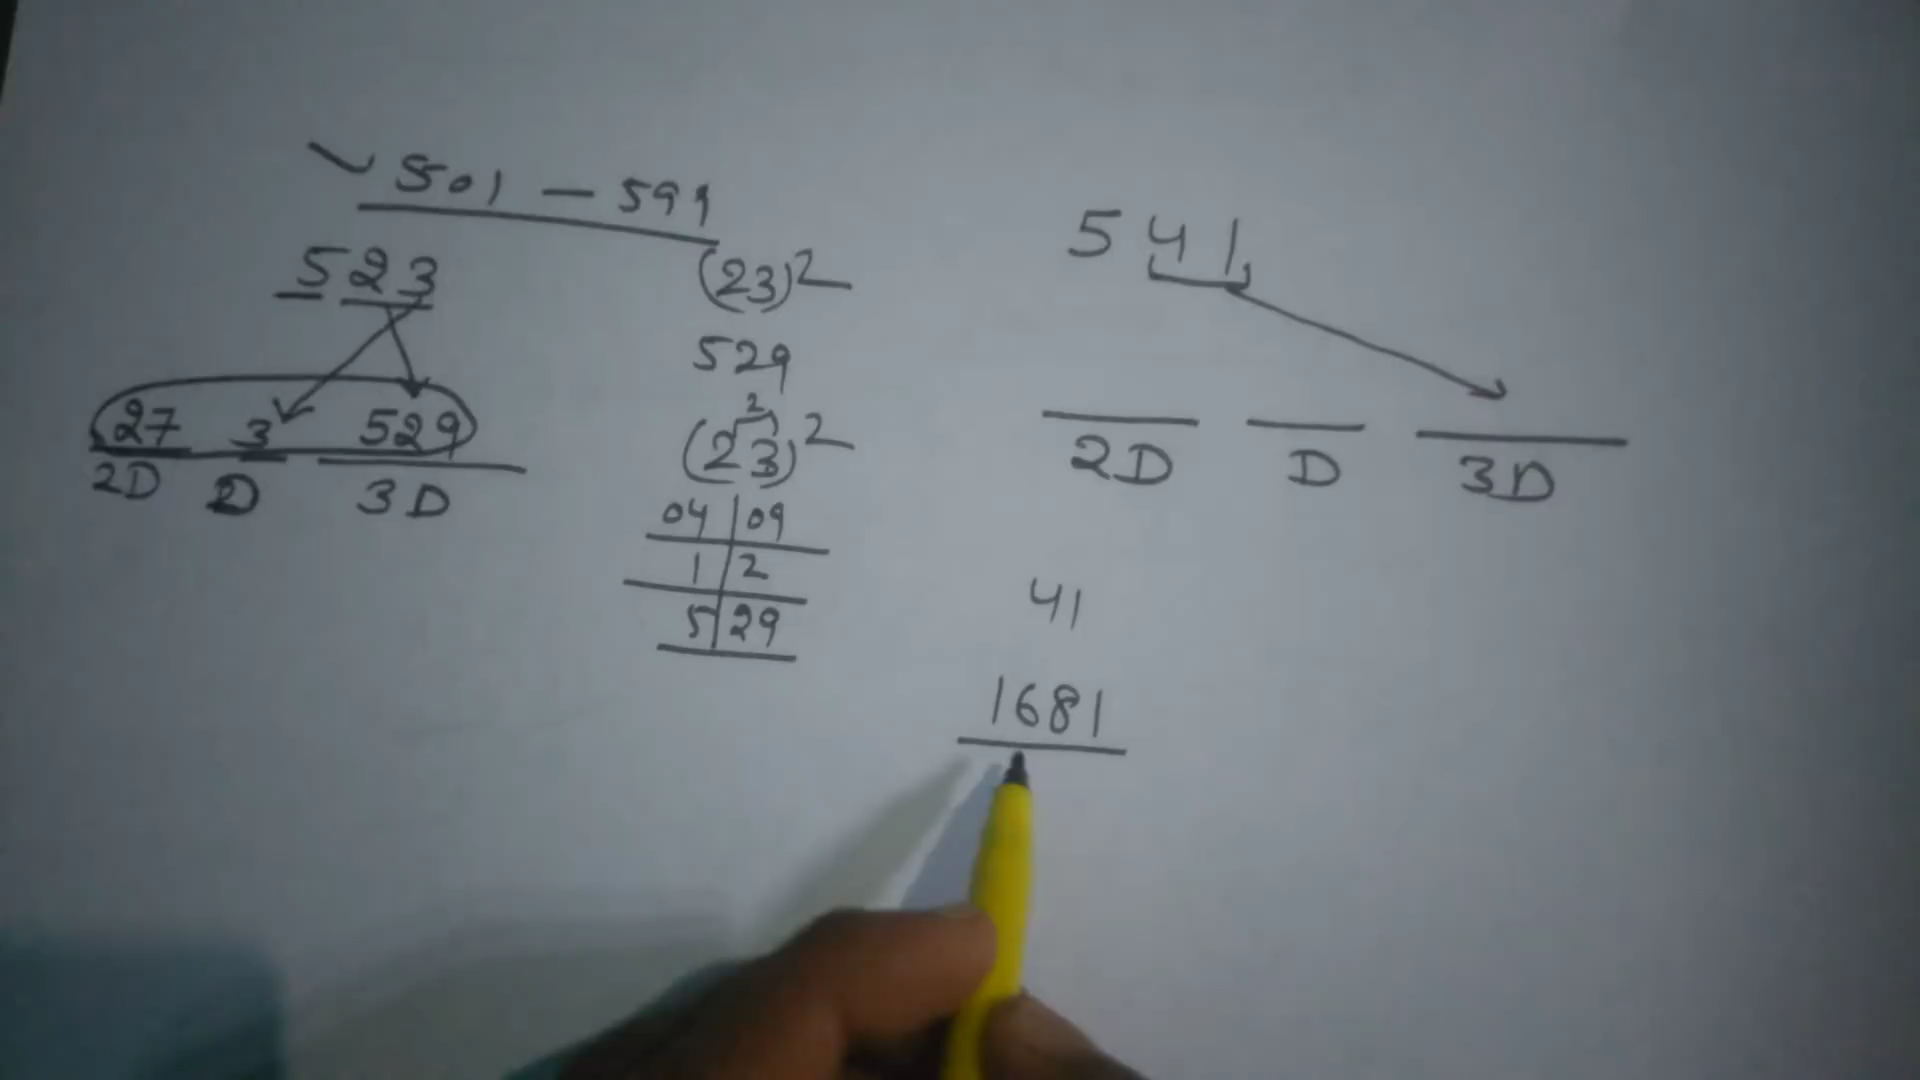 501 — 599
523
27 3 529
2D D 3D
(23)²
529
2
(23)²
04 | 09
1 | 2
5 | 29
541
2D D 3D
41
1681